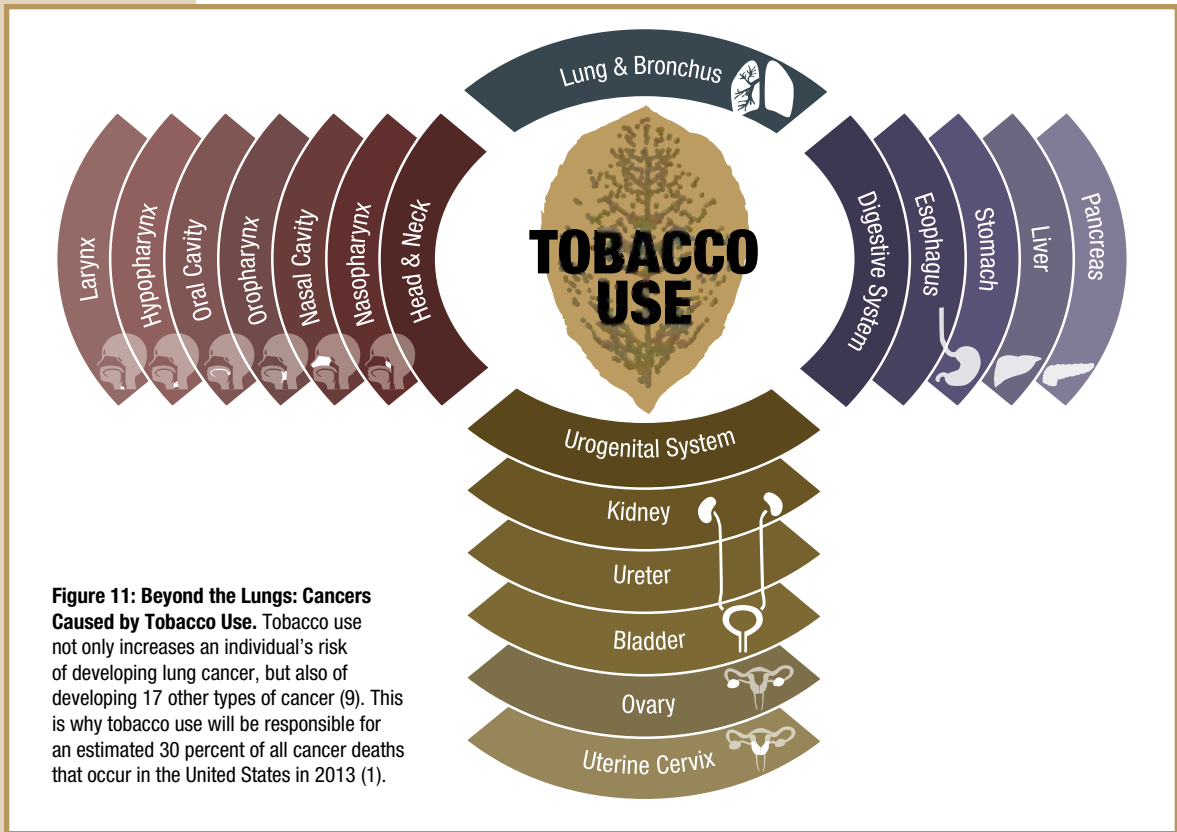 Lung & Bronchus
Larynx
Hypopharynx
Oral Cavity
Oropharynx
Nasal Cavity
Nasopharynx
Head & Neck
TOBACCO
USE
Digestive System
Esophagus
Stomach
Liver
Pancreas
Urogenital System
Kidney
Ureter
Bladder
Ovary
Uterine Cervix
Figure 11: Beyond the Lungs: Cancers
Caused by Tobacco Use. Tobacco use
not only increases an individual’s risk
of developing lung cancer, but also of
developing 17 other types of cancer (9). This
is why tobacco use will be responsible for
an estimated 30 percent of all cancer deaths
that occur in the United States in 2013 (1).